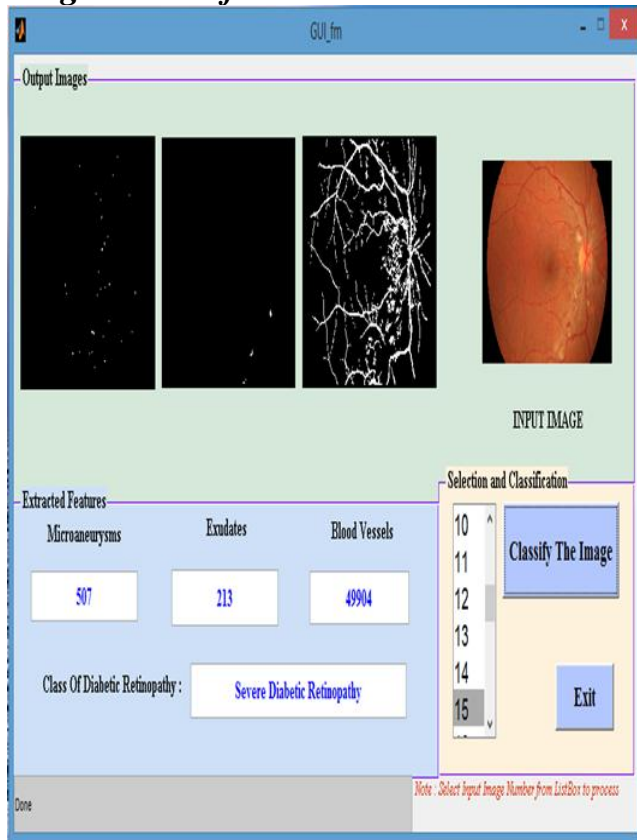 GUI_fm
Output Images
INPUT IMAGE
Extracted Features
Microaneurysms
Exudates
Blood Vessels
507
213
49904
Class Of Diabetic Retinopathy :
Severe Diabetic Retinopathy
Selection and Classification
10
11
12
13
14
15
Classify The Image
Exit
Note : Select Input Image Number from ListBox to process
Done